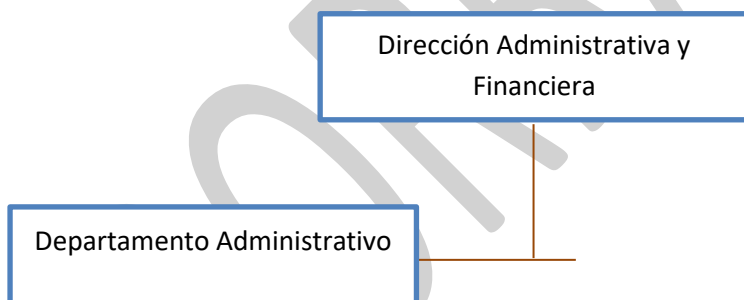 Dirección Administrativa y
Financiera
Departamento Administrativo